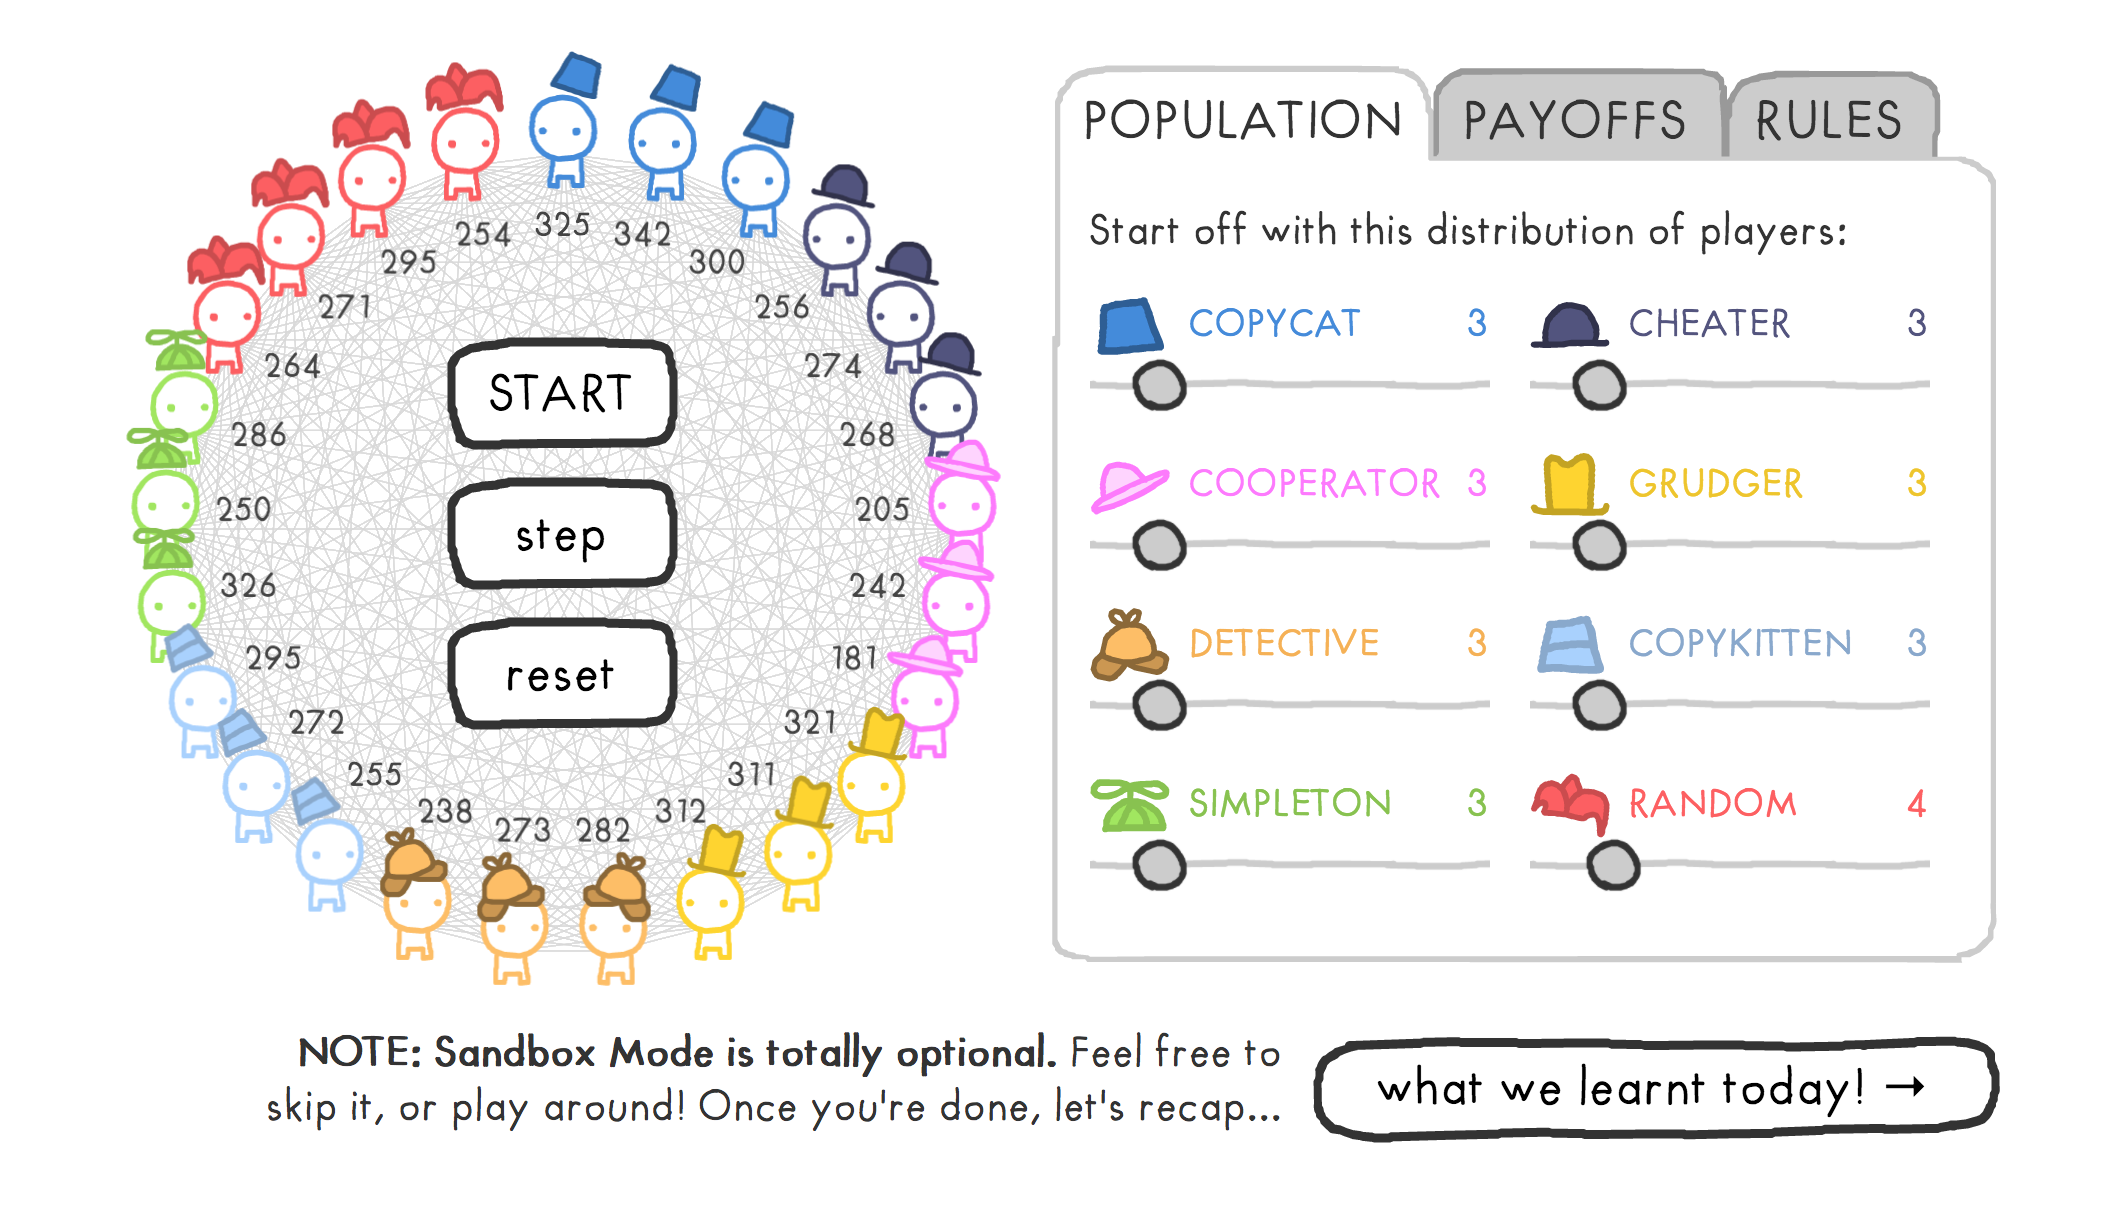 POPULATION PAYOFFS RULES
Start off with this distribution of players:
COPYCAT 3 CHEATER 3
COOPERATOR 3 GRUDGER 3
DETECTIVE 3 COPYKITTEN 3
SIMPLETON 3 RANDOM 4
START
step
reset
325
342
300
256
274
268
205
242
181
321
311
312
282
273
238
255
272
295
326
250
286
264
271
295
254
NOTE: Sandbox Mode is totally optional. Feel free to
skip it, or play around! Once you're done, let's recap...
what we learnt today! →